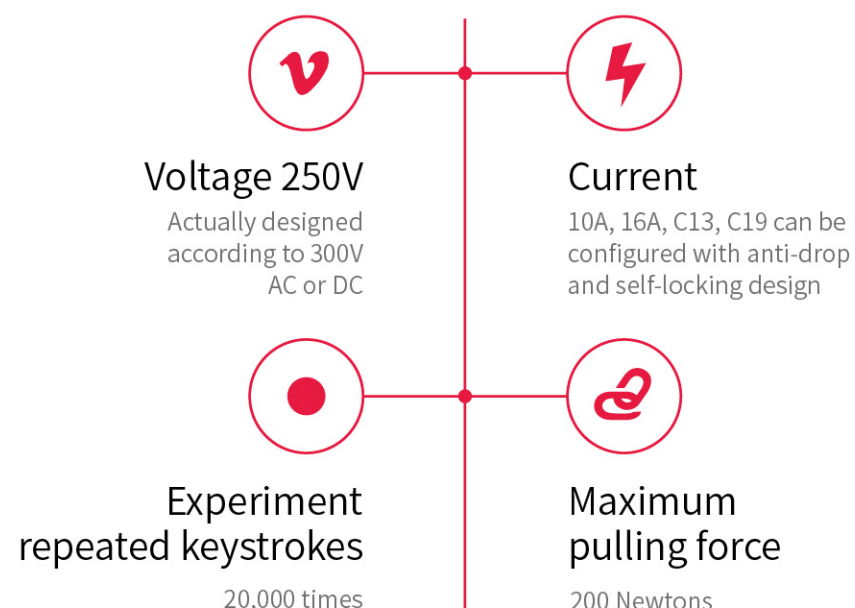 Voltage 250V
Actually designed
according to 300V
AC or DC
Current
10A, 16A, C13, C19 can be
configured with anti-drop
and self-locking design
Experiment
repeated keystrokes
20,000 times
Maximum
pulling force
200 Newtons